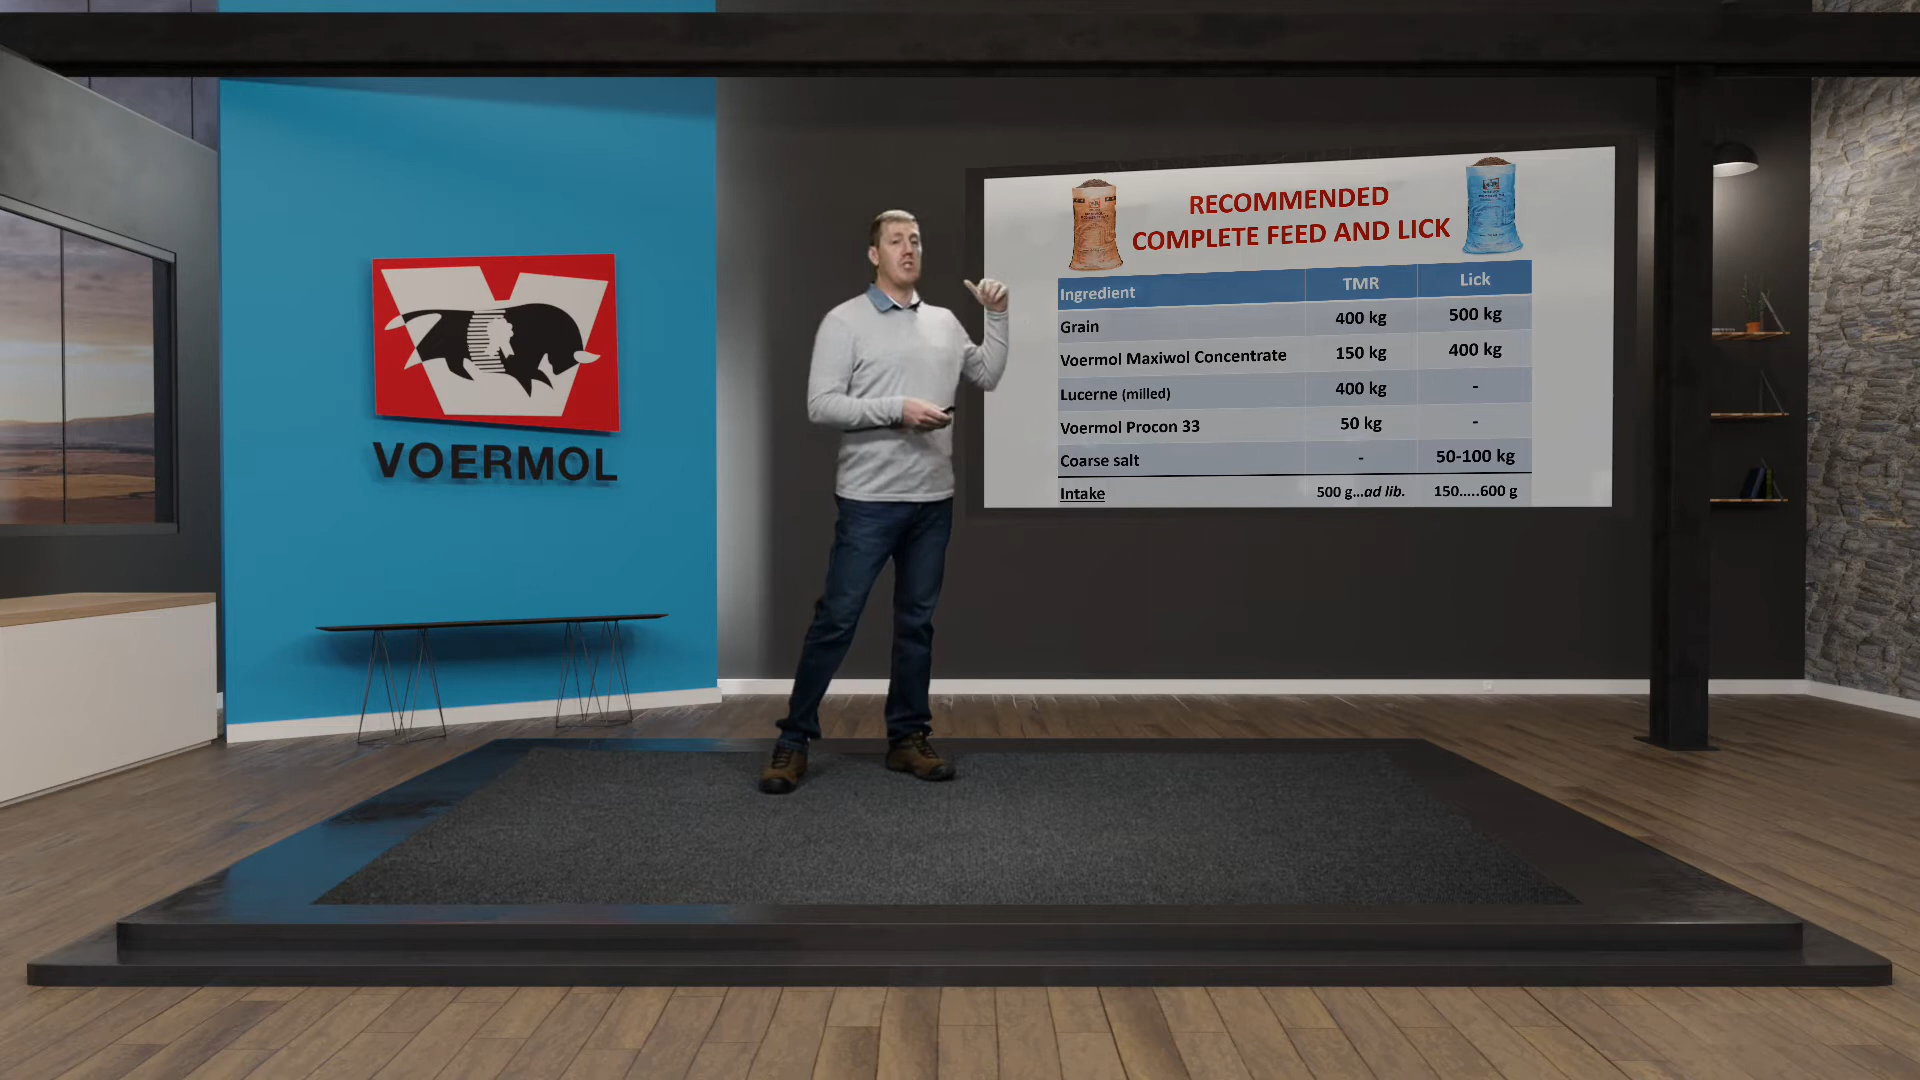 VOERMOL
RECOMMENDED
COMPLETE FEED AND LICK
Ingredient TMR Lick
Grain 400 kg 500 kg
Voermol Maxiwol Concentrate 150 kg 400 kg
Lucerne (milled) 400 kg -
Voermol Procon 33 50 kg -
Coarse salt - 50-100 kg
Intake 500 g...ad lib. 150.....600 g